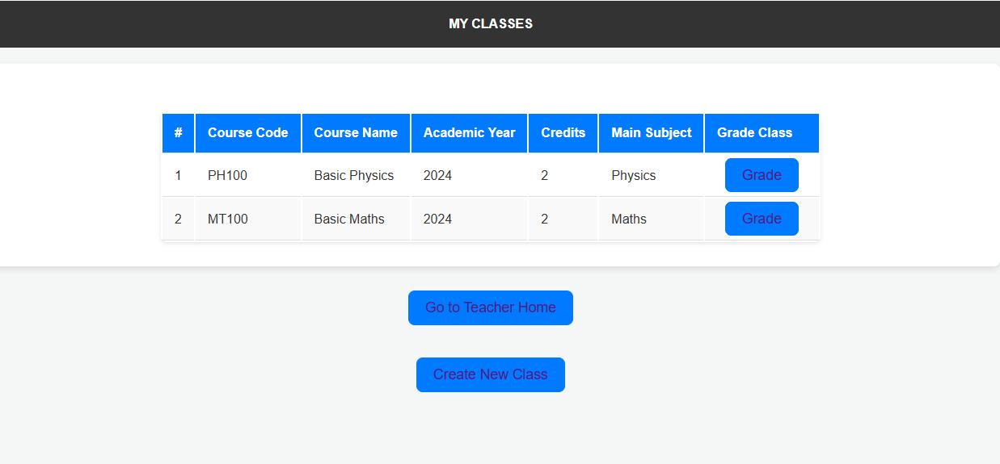 MY CLASSES
# Course Code Course Name Academic Year Credits Main Subject Grade Class
1 PH100 Basic Physics 2024 2 Physics Grade
2 MT100 Basic Maths 2024 2 Maths Grade
Go to Teacher Home
Create New Class